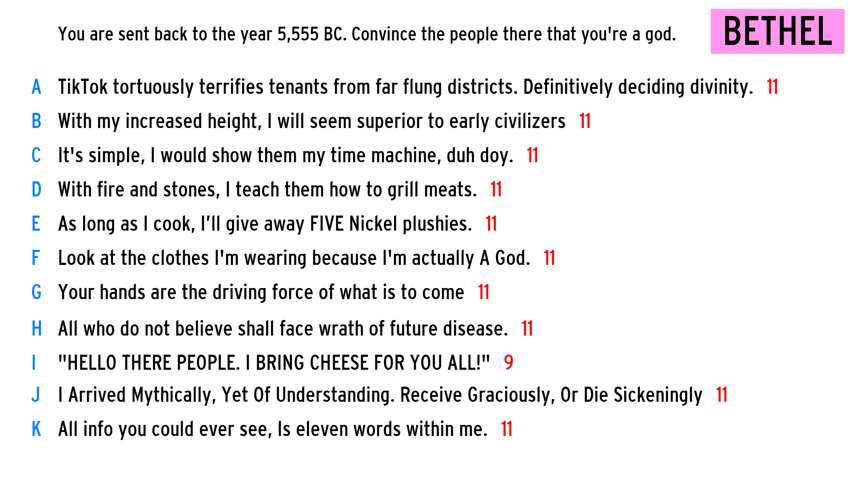 You are sent back to the year 5,555 BC. Convince the people there that you're a god.
BETHEL
A TikTok tortuously terrifies tenants from far flung districts. Definitively deciding divinity. 11
B With my increased height, I will seem superior to early civilizers 11
C It's simple, I would show them my time machine, duh doy. 11
D With fire and stones, I teach them how to grill meats. 11
E As long as I cook, I’ll give away FIVE Nickel plushies. 11
F Look at the clothes I'm wearing because I'm actually A God. 11
G Your hands are the driving force of what is to come 11
H All who do not believe shall face wrath of future disease. 11
I "HELLO THERE PEOPLE. I BRING CHEESE FOR YOU ALL!" 9
J I Arrived Mythically, Yet Of Understanding. Receive Graciously, Or Die Sickeningly 11
K All info you could ever see, Is eleven words within me. 11